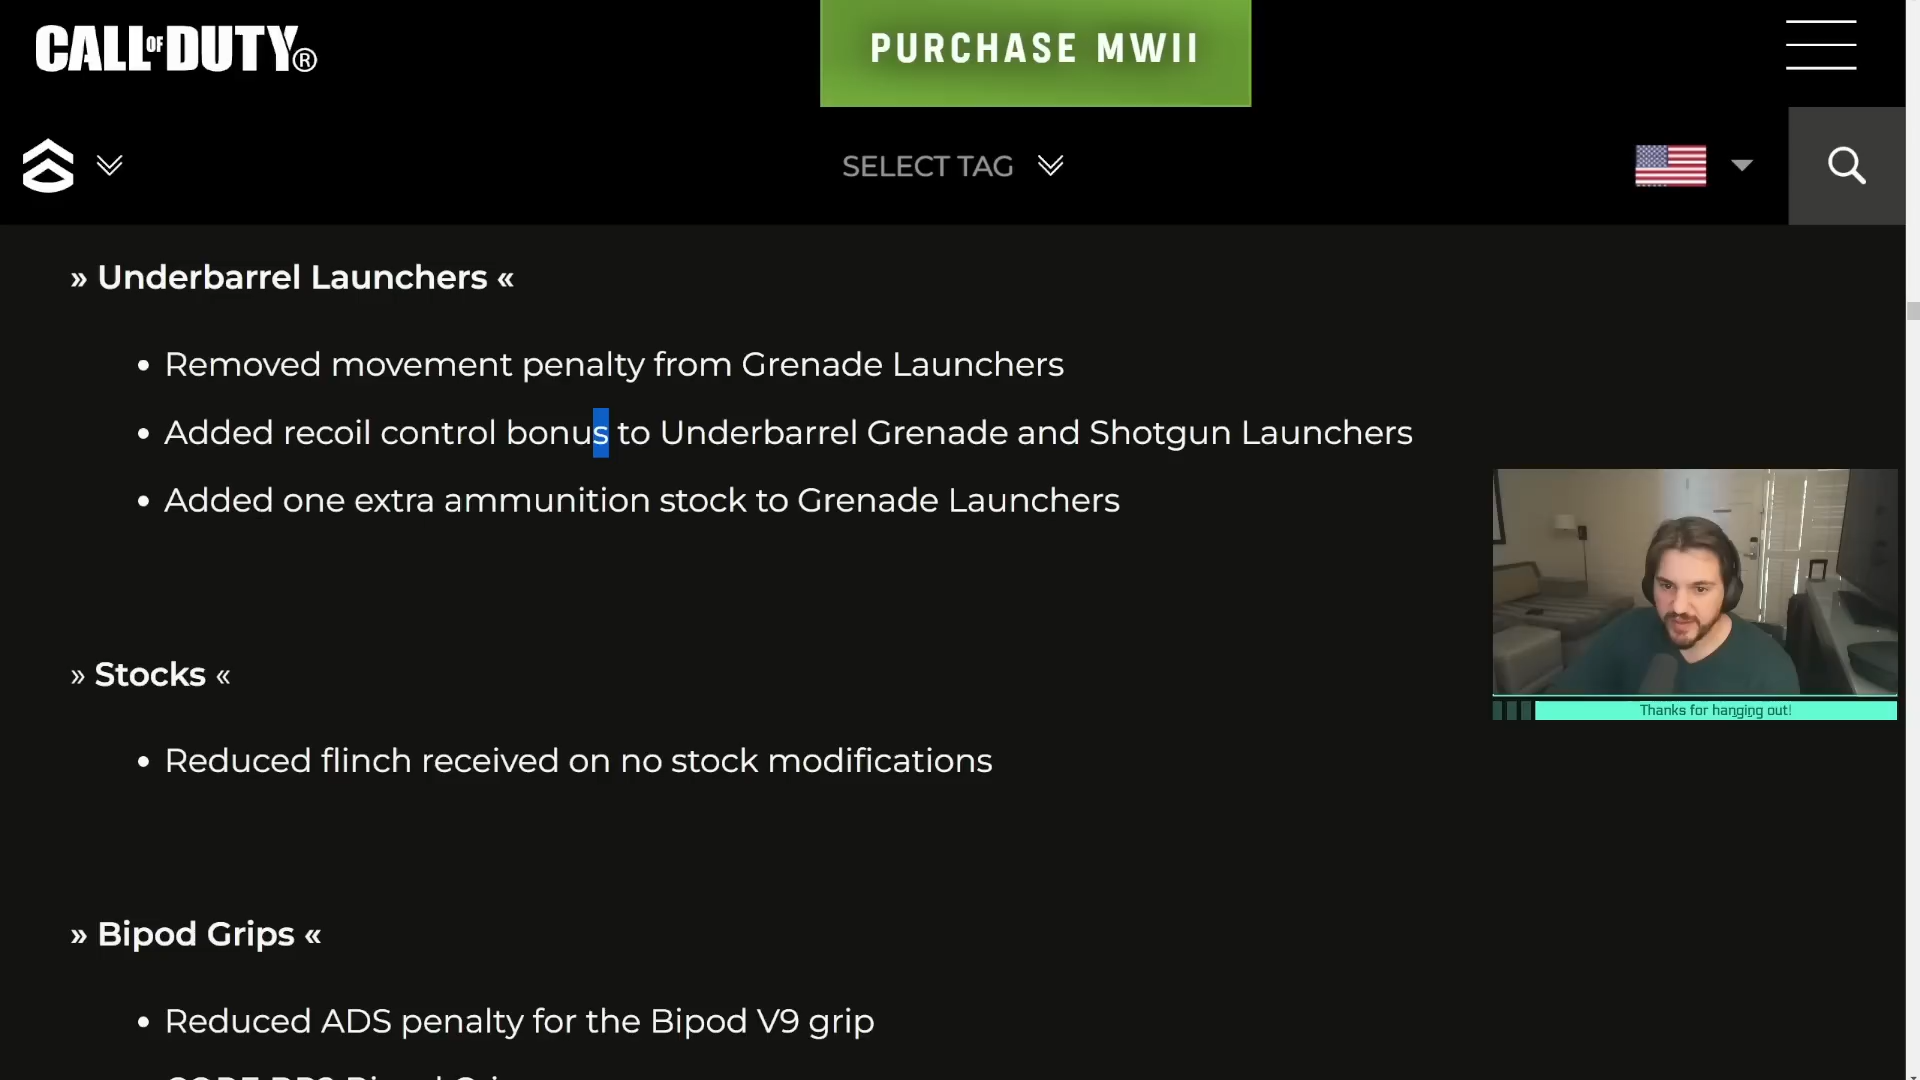 CALL OF DUTY®
PURCHASE MWII
SELECT TAG
» Underbarrel Launchers «
• Removed movement penalty from Grenade Launchers
• Added recoil control bonus to Underbarrel Grenade and Shotgun Launchers
• Added one extra ammunition stock to Grenade Launchers
Thanks for hanging out!
» Stocks «
• Reduced flinch received on no stock modifications
» Bipod Grips «
• Reduced ADS penalty for the Bipod V9 grip